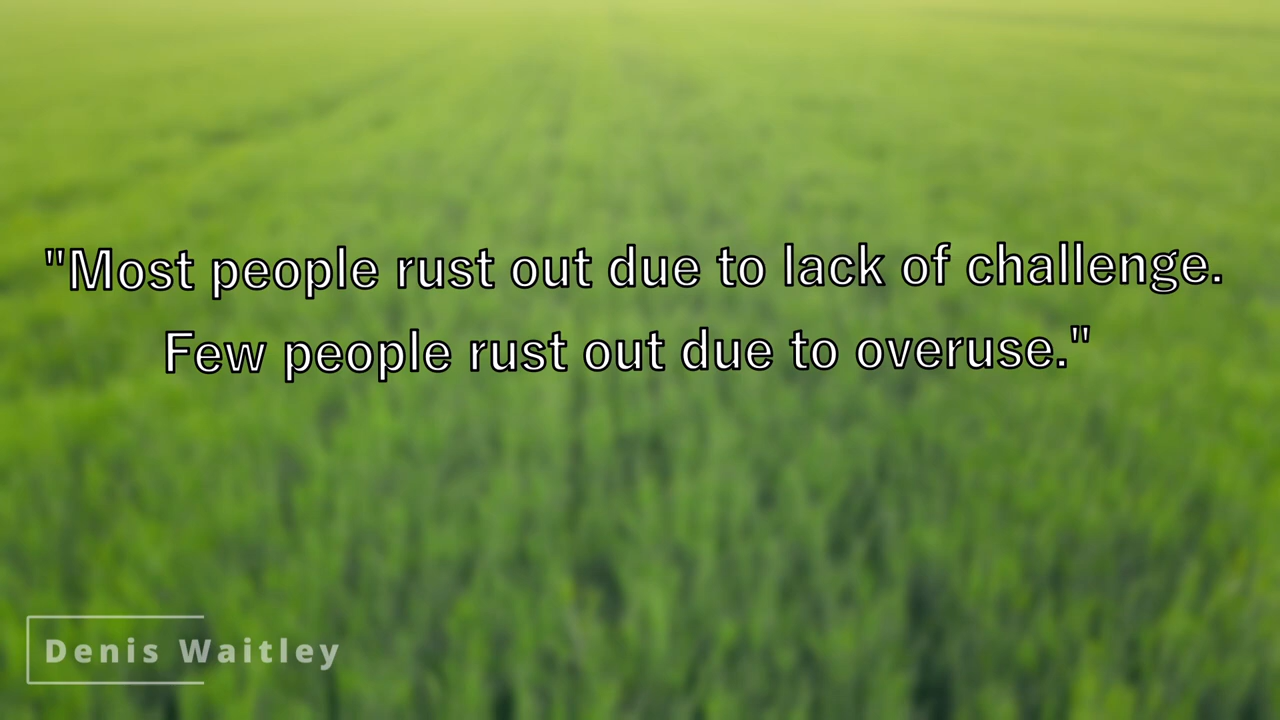 "Most people rust out due to lack of challenge.
Few people rust out due to overuse."
Denis Waitley